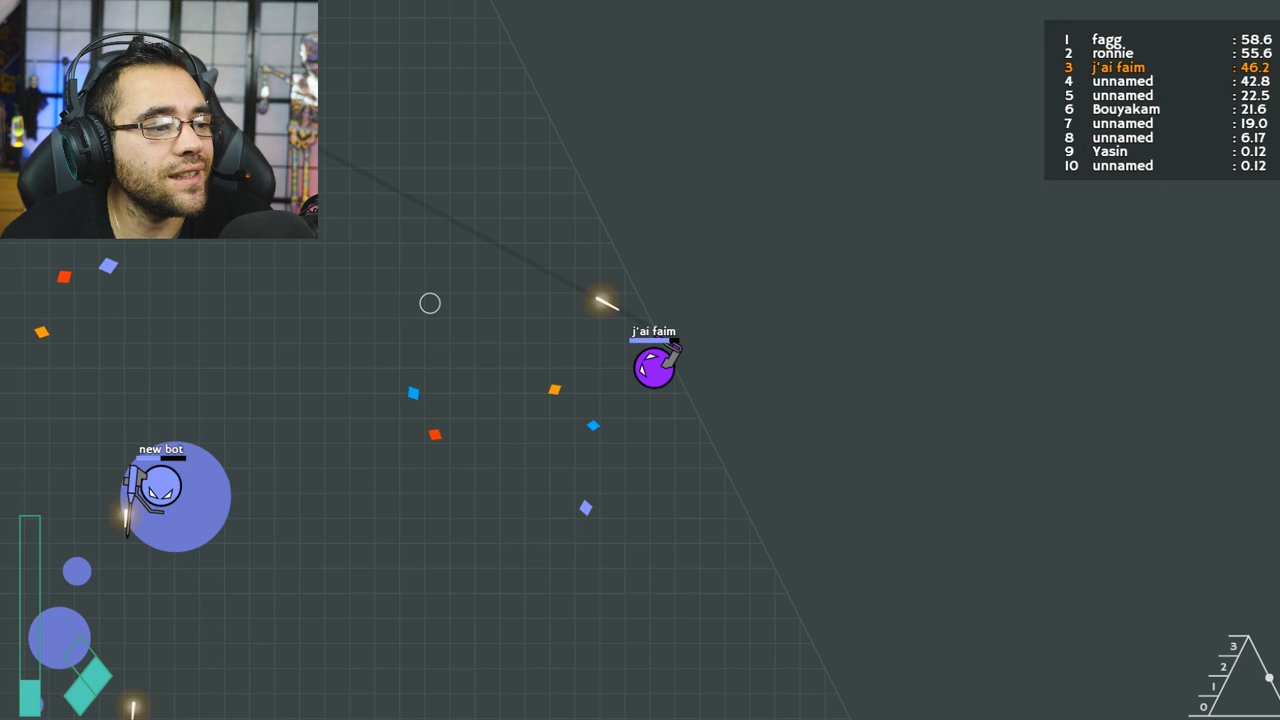 1 fagg : 58.6
2 ronnie : 55.6
3 j'ai faim : 46.2
4 unnamed : 42.8
5 unnamed : 22.5
6 Bouyakam : 21.6
7 unnamed : 19.0
8 unnamed : 6.17
9 Yasin : 0.12
10 unnamed : 0.12
j'ai faim
new bot
3
2
1
0